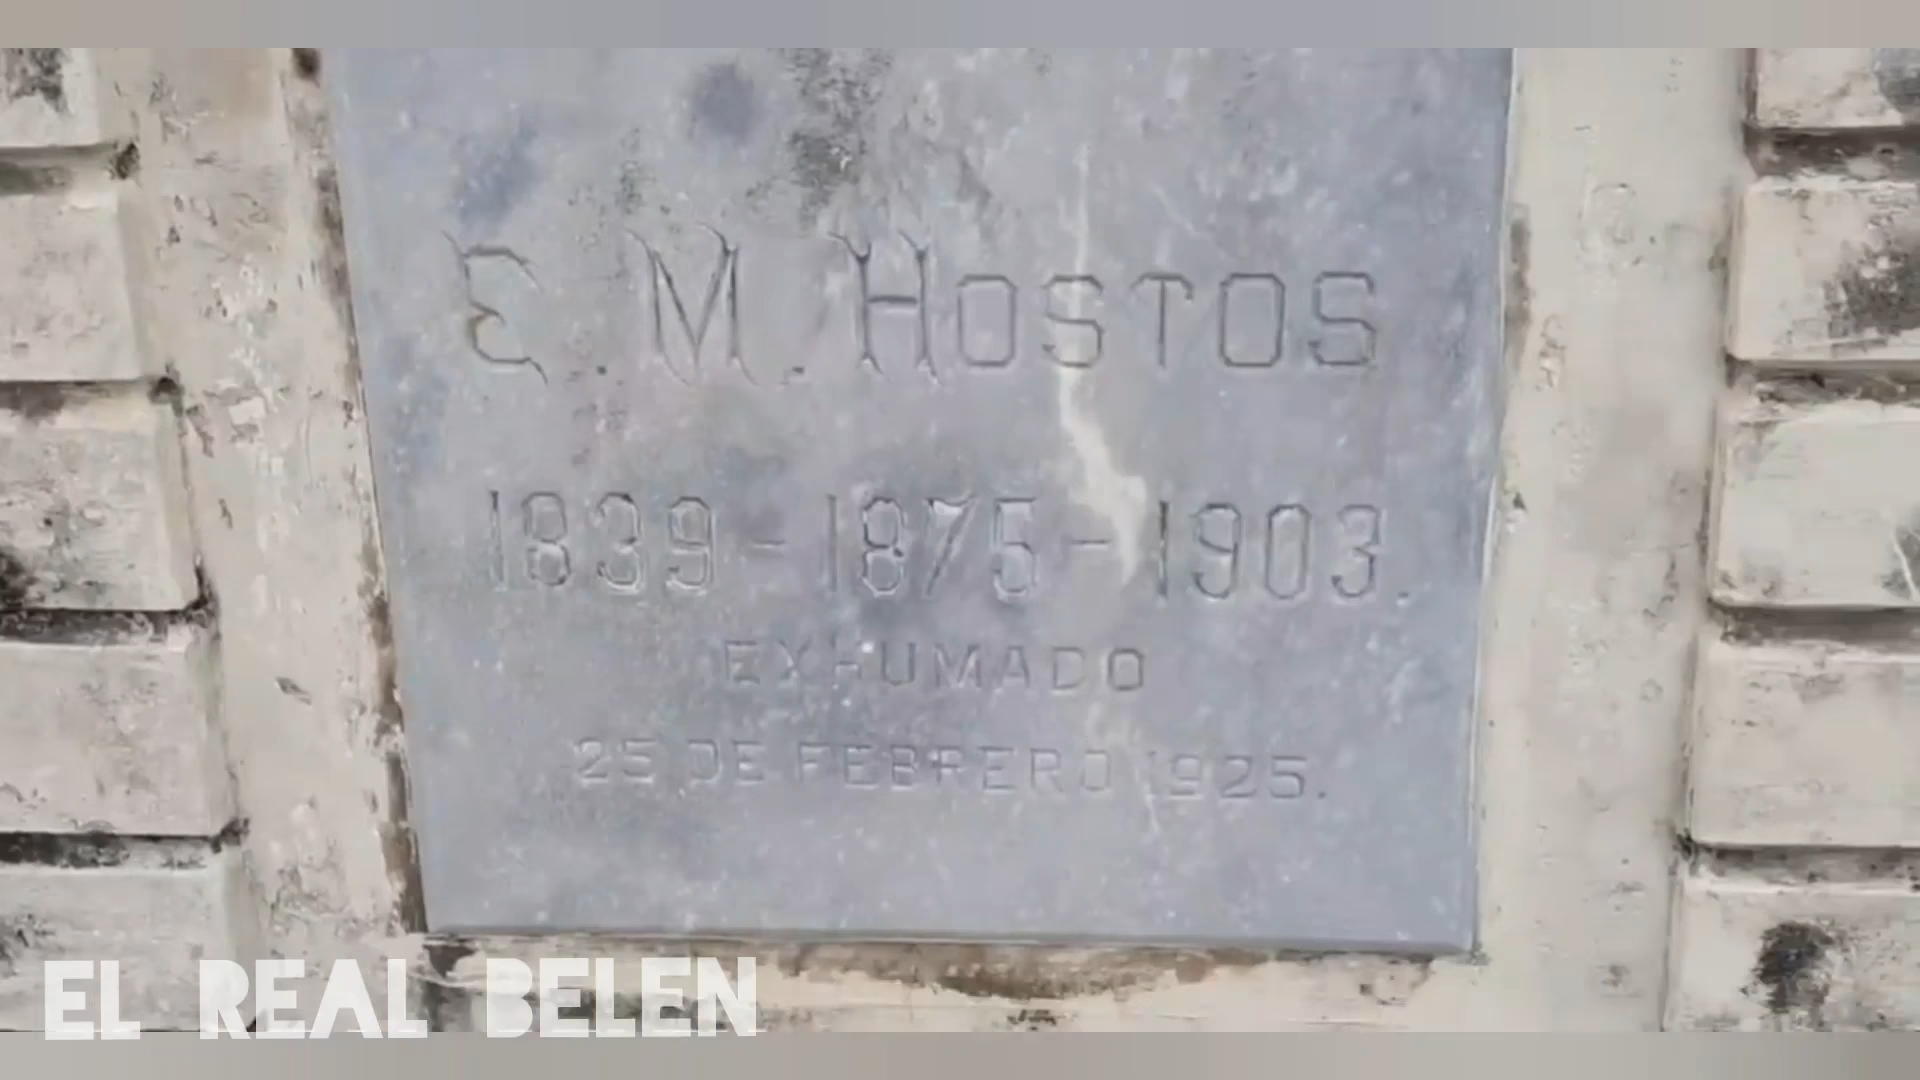 E. M. HOSTOS
1839 - 1875 - 1903.
EXHUMADO
25 DE FEBRERO 1925.
EL REAL BELEN